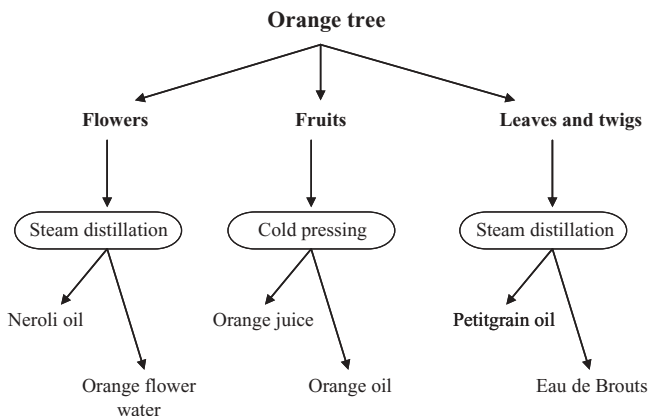 Orange tree
Flowers
Fruits
Leaves and twigs
Steam distillation
Cold pressing
Steam distillation
Neroli oil
Orange juice
Petitgrain oil
Orange flower
water
Orange oil
Eau de Brouts